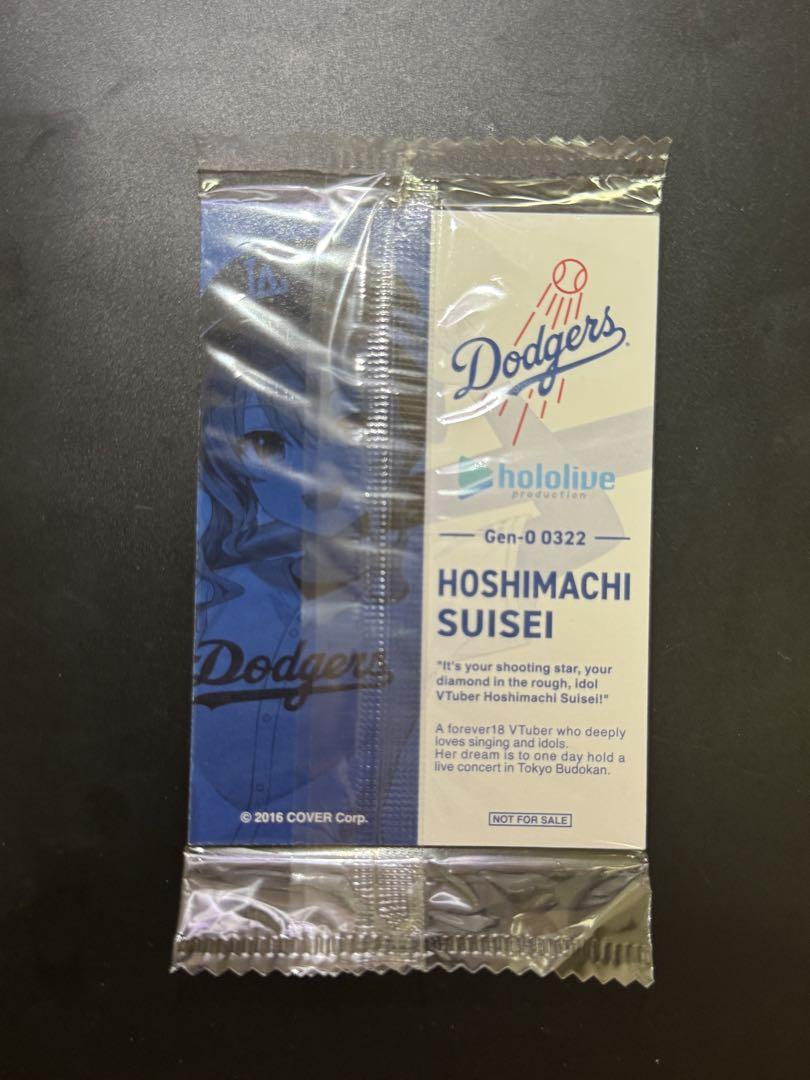 LA
Dodgers
© 2016 COVER Corp.
Dodgers
hololive
production
Gen-0 0322
HOSHIMACHI
SUISEI
"It's your shooting star, your
diamond in the rough, idol
VTuber Hoshimachi Suisei!"
A forever18 VTuber who deeply
loves singing and idols.
Her dream is to one day hold a
live concert in Tokyo Budokan.
NOT FOR SALE